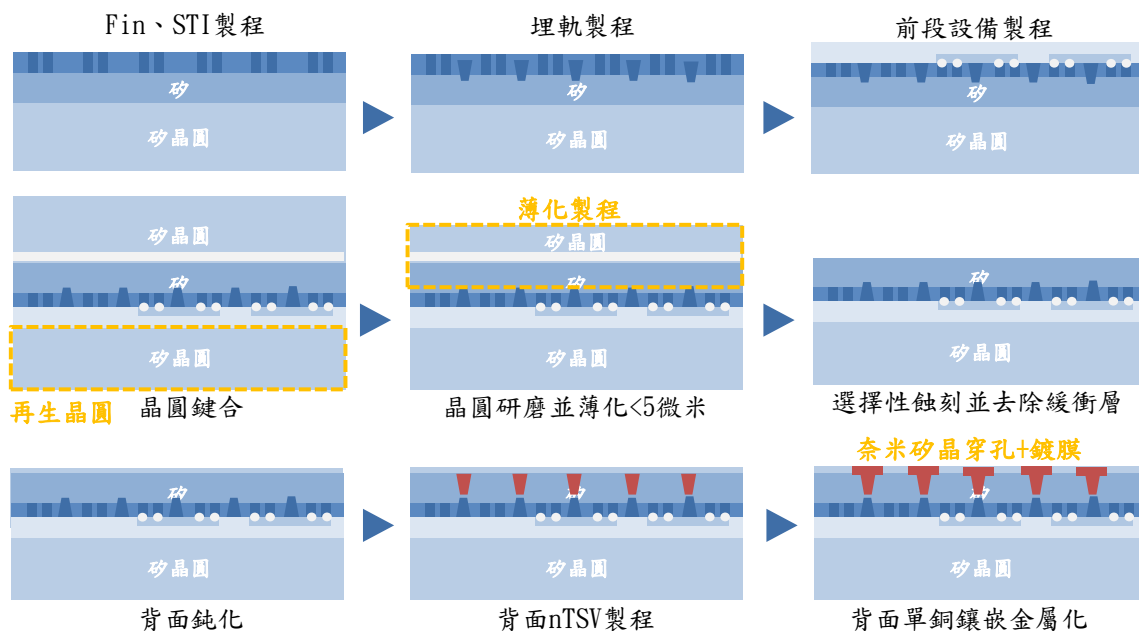 Fin、STI製程
埋軌製程
前段設備製程
矽
矽晶圓
矽
矽晶圓
矽
矽晶圓
薄化製程
矽晶圓
矽
矽晶圓
矽晶圓
矽
矽晶圓
矽
矽晶圓
再生晶圓
晶圓鍵合
晶圓研磨並薄化<5微米
選擇性蝕刻並去除緩衝層
奈米矽晶穿孔+鍍膜
矽
矽晶圓
矽
矽晶圓
矽
矽晶圓
背面鈍化
背面nTSV製程
背面單銅鑲嵌金屬化